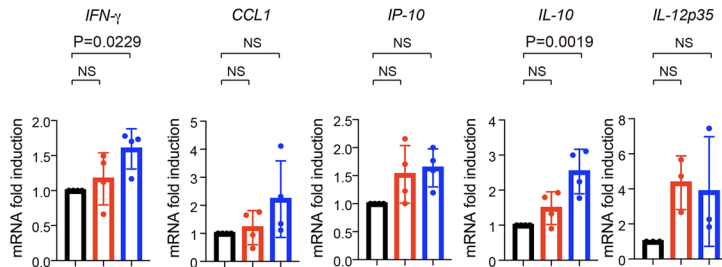 IFN-γ
P=0.0229
NS
mRNA fold induction
2.0
1.5
1.0
0.5
0.0
CCL1
NS
NS
mRNA fold induction
5
4
3
2
1
0
IP-10
NS
NS
mRNA fold induction
2.5
2.0
1.5
1.0
0.5
0.0
IL-10
P=0.0019
NS
mRNA fold induction
4
3
2
1
0
IL-12p35
NS
NS
mRNA fold induction
8
6
4
2
0